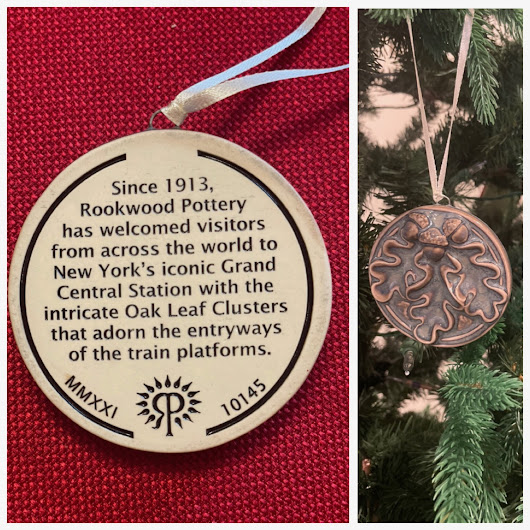 Since 1913,
Rookwood Pottery
has welcomed visitors
from across the world to
New York's iconic Grand
Central Station with the
intricate Oak Leaf Clusters
that adorn the entryways
of the train platforms.
MMXXI
RP
10145